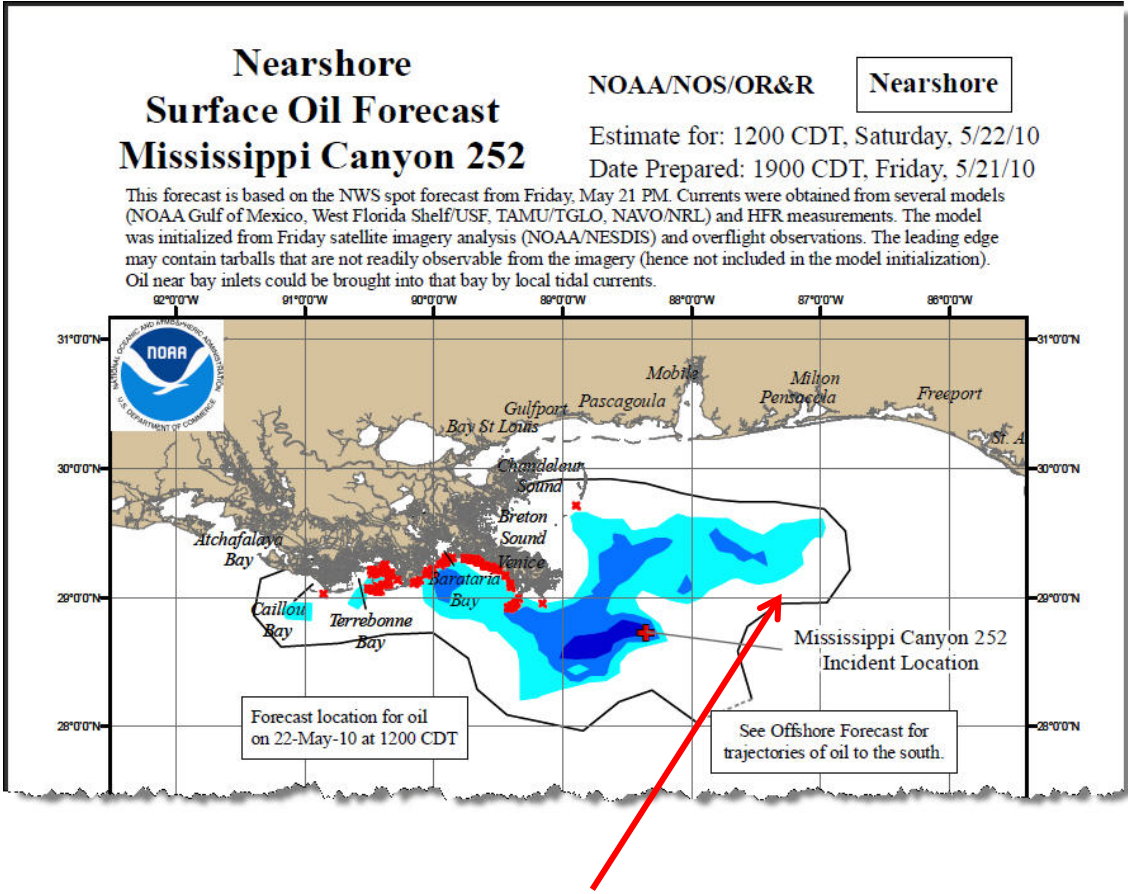 Nearshore
Surface Oil Forecast
Mississippi Canyon 252
NOAA/NOS/OR&R
Nearshore
Estimate for: 1200 CDT, Saturday, 5/22/10
Date Prepared: 1900 CDT, Friday, 5/21/10
This forecast is based on the NWS spot forecast from Friday, May 21 PM. Currents were obtained from several models
(NOAA Gulf of Mexico, West Florida Shelf/USF, TAMU/TGLO, NAVO/NRL) and HFR measurements. The model
was initialized from Friday satellite imagery analysis (NOAA/NESDIS) and overflight observations. The leading edge
may contain tarballs that are not readily observable from the imagery (hence not included in the model initialization).
Oil near bay inlets could be brought into that bay by local tidal currents.
92°0'0"W 91°0'0"W 90°0'0"W 89°0'0"W 88°0'0"W 87°0'0"W 86°0'0"W
NATIONAL OCEANIC AND ATMOSPHERIC ADMINISTRATION
NOAA
U.S. DEPARTMENT OF COMMERCE
31°0'0"N 31°0'0"N
Mobile
Milton
Pensacola
Freeport
Pascagoula
Gulfport
Bay St Louis
St. A
30°0'0"N 30°0'0"N
Chandeleur
Sound
Breton
Sound
Atchafalaya
Bay
Venice
Barataria
Bay
29°0'0"N 29°0'0"N
Caillou
Bay
Terrebonne
Bay
Mississippi Canyon 252
Incident Location
Forecast location for oil
on 22-May-10 at 1200 CDT
See Offshore Forecast for
trajectories of oil to the south.
28°0'0"N 28°0'0"N